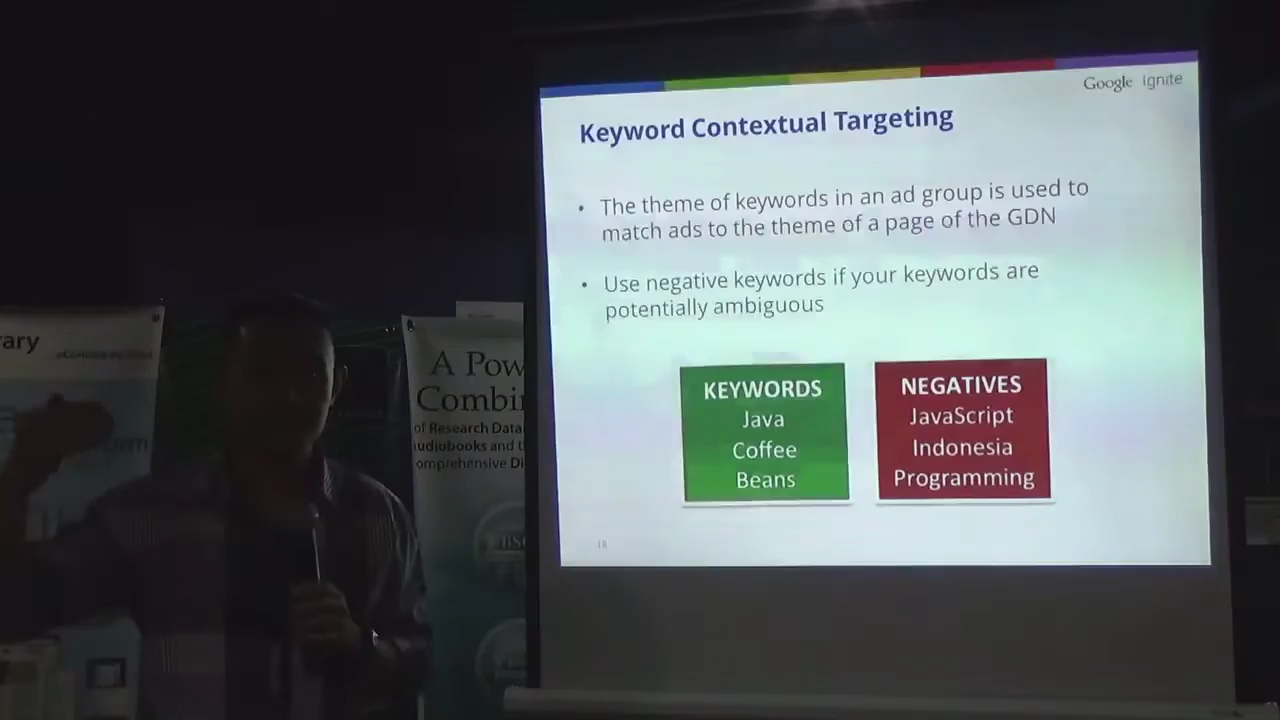 Google Ignite
Keyword Contextual Targeting
• The theme of keywords in an ad group is used to
match ads to the theme of a page of the GDN
• Use negative keywords if your keywords are
potentially ambiguous
KEYWORDS
Java
Coffee
Beans
NEGATIVES
JavaScript
Indonesia
Programming
18
rary
A Pow
Combi
of Research Data
udiobooks and t
omprehensive Di